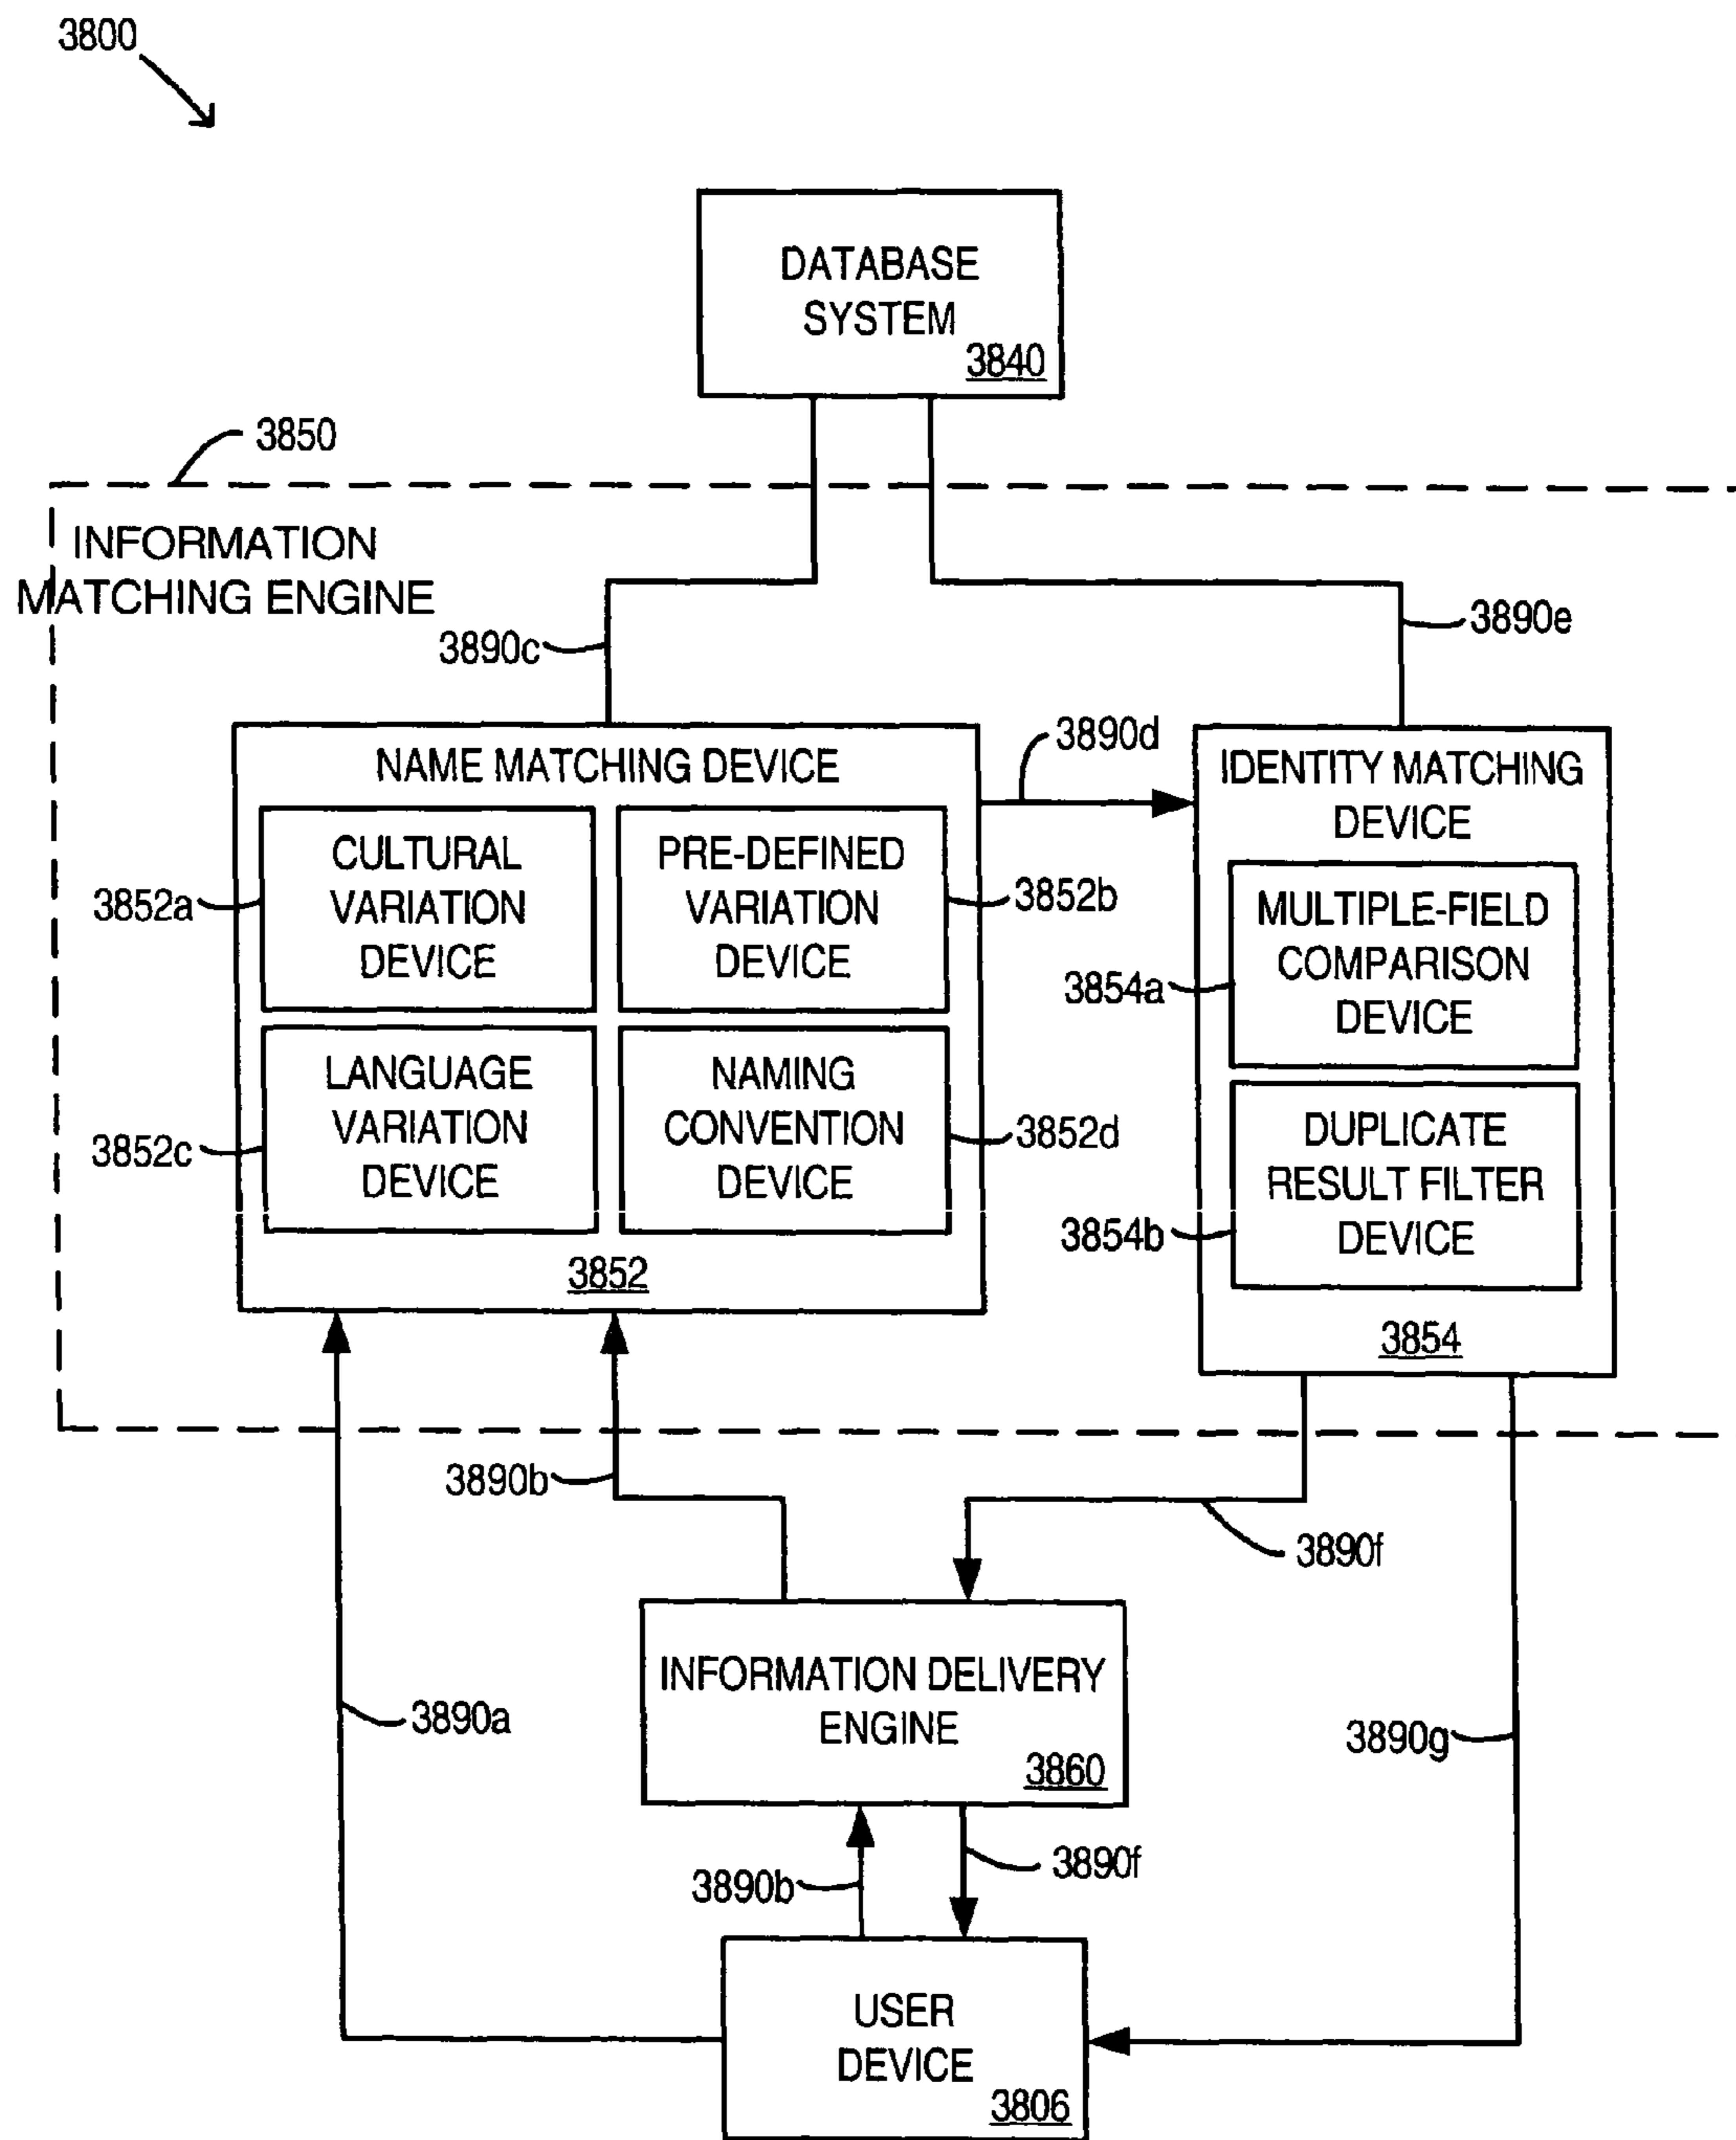 3800
DATABASE
SYSTEM
3840
3850
INFORMATION
MATCHING ENGINE
3890c
3890e
3890d
NAME MATCHING DEVICE
IDENTITY MATCHING
DEVICE
CULTURAL
VARIATION
DEVICE
3852a
PRE-DEFINED
VARIATION
DEVICE
3852b
MULTIPLE-FIELD
COMPARISON
DEVICE
3854a
LANGUAGE
VARIATION
DEVICE
3852c
NAMING
CONVENTION
DEVICE
3852d
DUPLICATE
RESULT FILTER
DEVICE
3854b
3852
3854
3890b
3890f
INFORMATION DELIVERY
ENGINE
3860
3890a
3890g
3890b
3890f
USER
DEVICE
3806